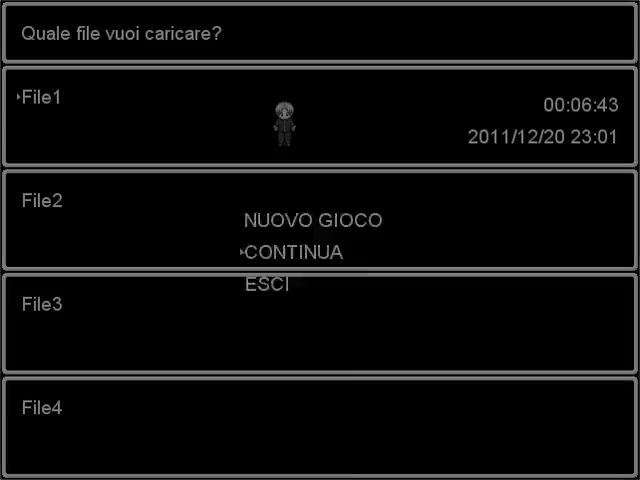 Quale file vuoi caricare?
File1
00:06:43
2011/12/20 23:01
File2
NUOVO GIOCO
CONTINUA
ESCI
File3
File4